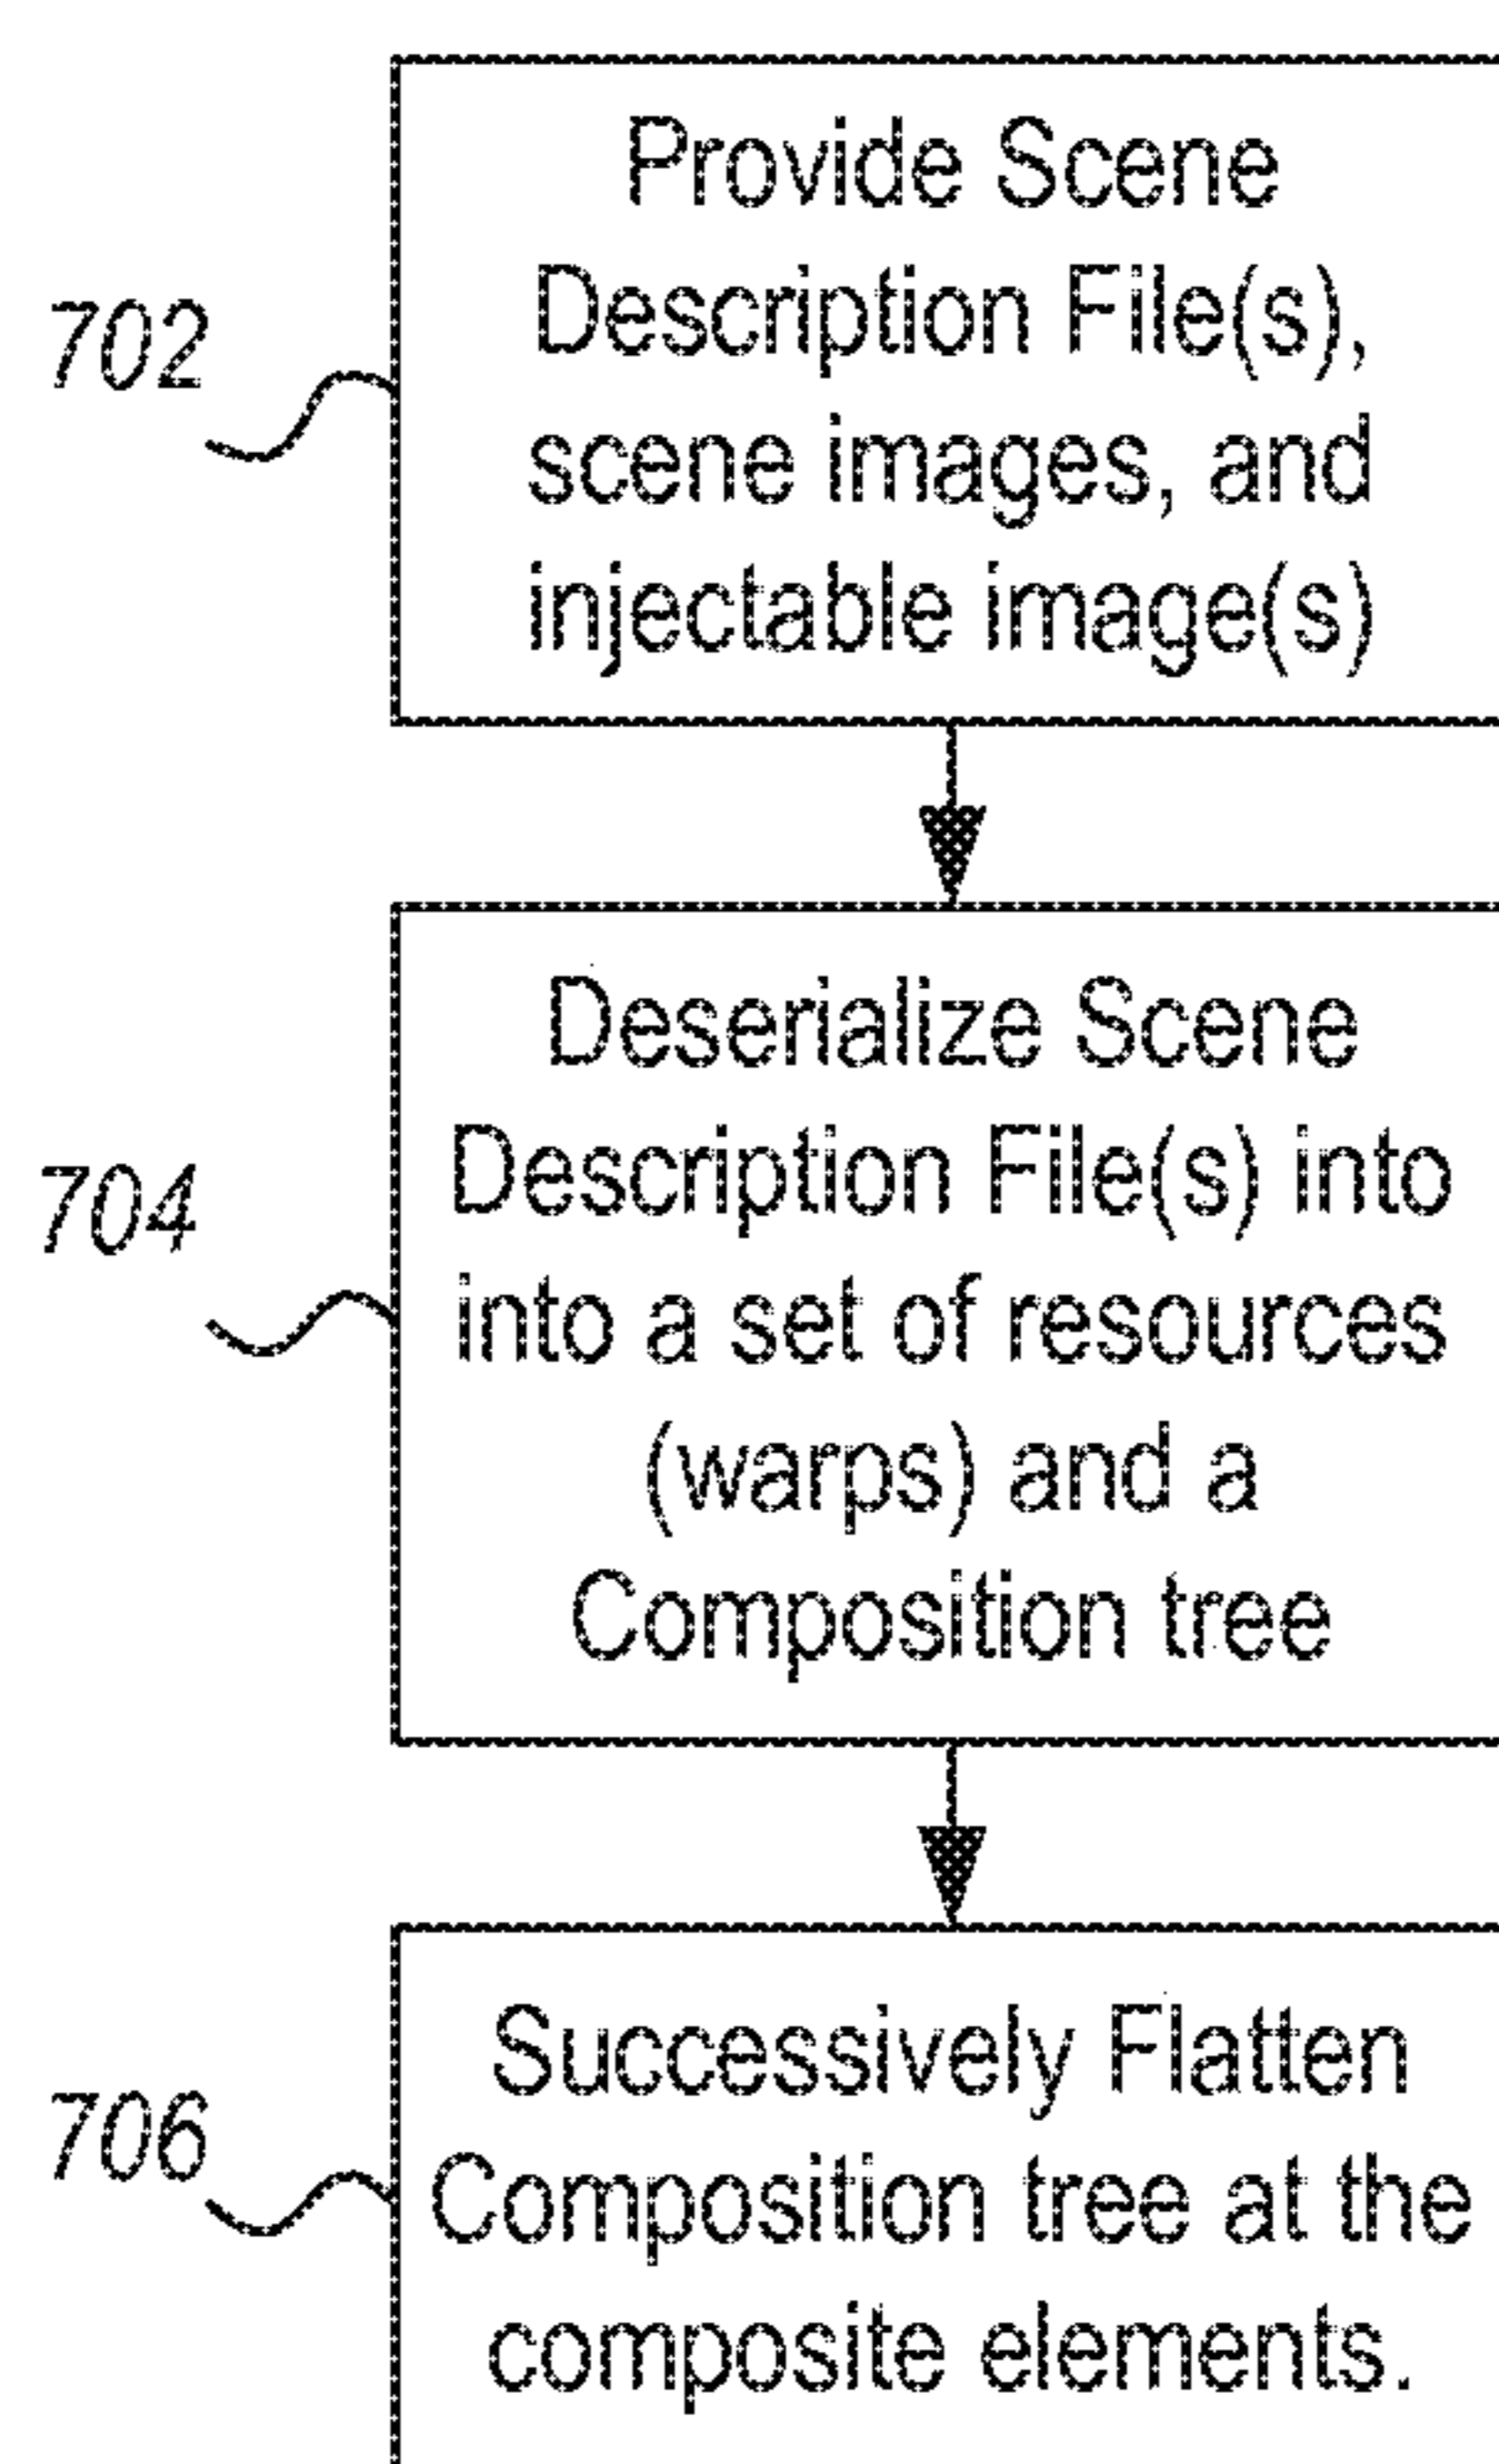 Provide Scene
Description File(s),
scene images, and
injectable image(s)
702
Deserialize Scene
Description File(s) into
into a set of resources
(warps) and a
Composition tree
704
Successively Flatten
Composition tree at the
composite elements.
706